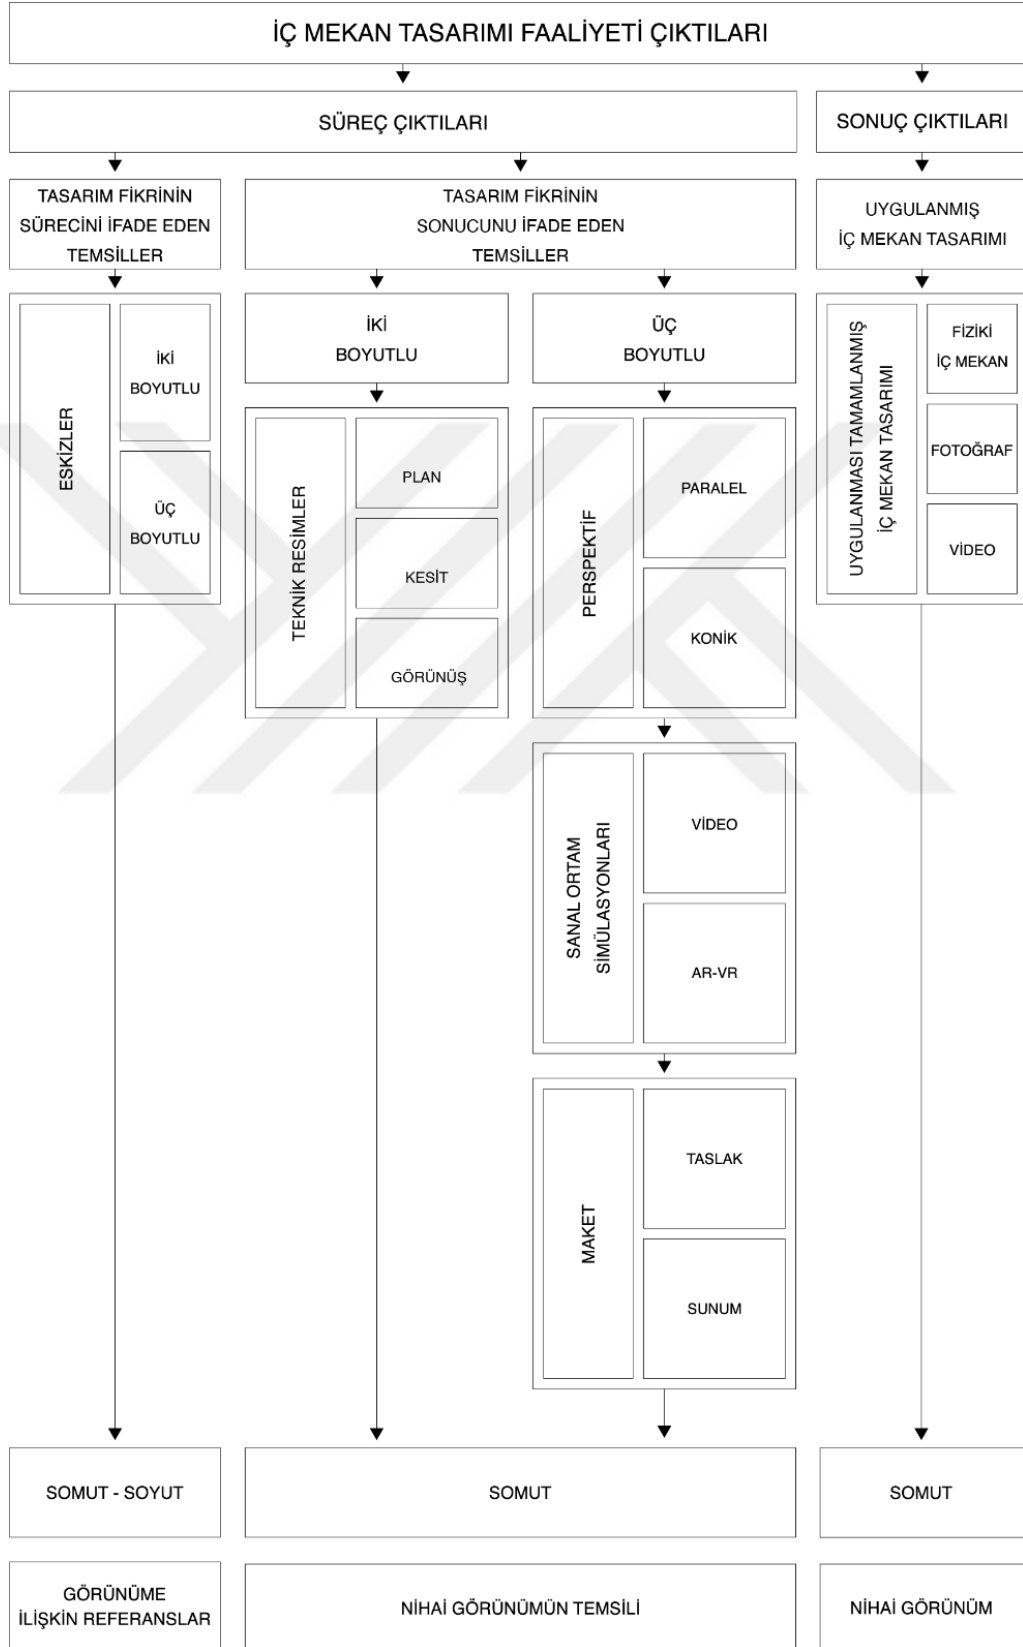 İÇ MEKAN TASARIMI FAALİYETİ ÇIKTILARI
SÜREÇ ÇIKTILARI
SONUÇ ÇIKTILARI
TASARIM FİKRİNİN
SÜRECİNİ İFADE EDEN
TEMSİLLER
TASARIM FİKRİNİN
SONUCUNU İFADE EDEN
TEMSİLLER
UYGULANMIŞ
İÇ MEKAN TASARIMI
ESKİZLER
İKİ
BOYUTLU
ÜÇ
BOYUTLU
İKİ
BOYUTLU
TEKNİK RESİMLER
PLAN
KESİT
GÖRÜNÜŞ
ÜÇ
BOYUTLU
PERSPEKTİF
PARALEL
KONİK
SANAL ORTAM
SİMÜLASYONLARI
VİDEO
AR-VR
MAKET
TASLAK
SUNUM
UYGULANMASI TAMAMLANMIŞ
İÇ MEKAN TASARIMI
FİZİKİ
İÇ MEKAN
FOTOĞRAF
VİDEO
SOMUT - SOYUT
SOMUT
SOMUT
GÖRÜNÜME
İLİŞKİN REFERANSLAR
NİHAİ GÖRÜNÜMÜN TEMSİLİ
NİHAİ GÖRÜNÜM